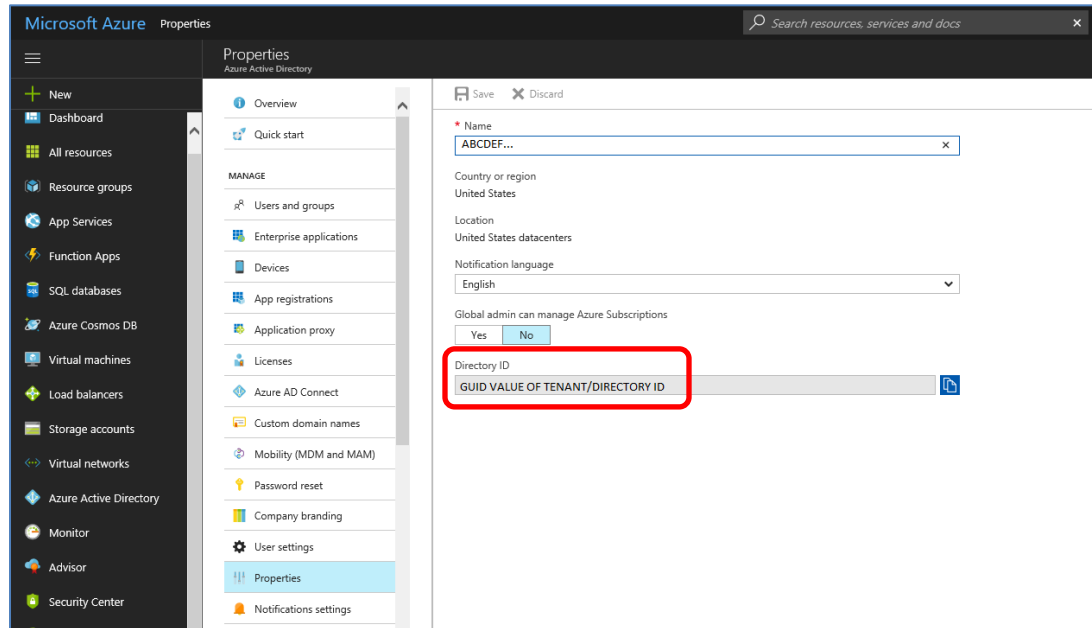 Microsoft Azure Properties
Search resources, services and docs
Properties
Azure Active Directory
New
Dashboard
All resources
Resource groups
App Services
Function Apps
SQL databases
Azure Cosmos DB
Virtual machines
Load balancers
Storage accounts
Virtual networks
Azure Active Directory
Monitor
Advisor
Security Center
Overview
Quick start
MANAGE
Users and groups
Enterprise applications
Devices
App registrations
Application proxy
Licenses
Azure AD Connect
Custom domain names
Mobility (MDM and MAM)
Password reset
Company branding
User settings
Properties
Notifications settings
Save Discard
* Name
ABCDEF...
Country or region
United States
Location
United States datacenters
Notification language
English
Global admin can manage Azure Subscriptions
Yes No
Directory ID
GUID VALUE OF TENANT/DIRECTORY ID